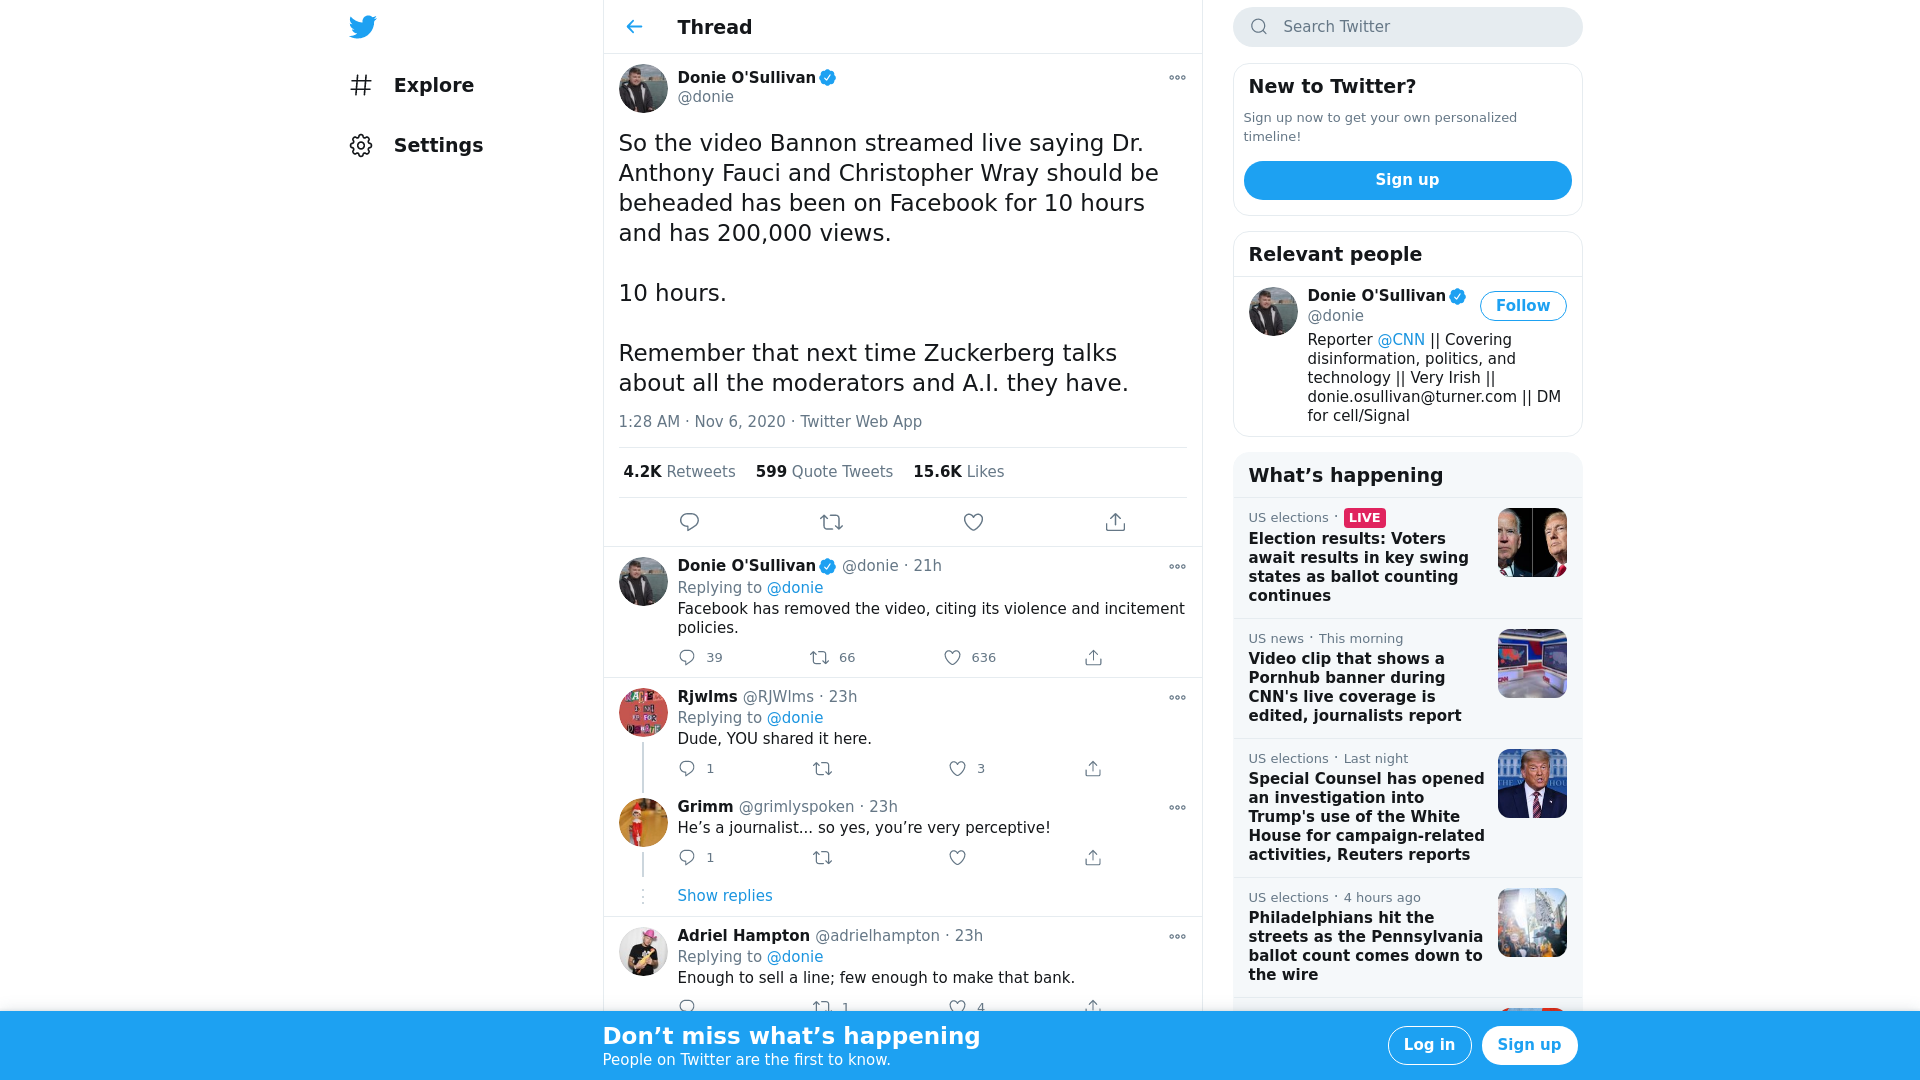 Explore
Settings
Thread
Donie O'Sullivan
@donie
So the video Bannon streamed live saying Dr.
Anthony Fauci and Christopher Wray should be
beheaded has been on Facebook for 10 hours
and has 200,000 views.
10 hours.
Remember that next time Zuckerberg talks
about all the moderators and A.I. they have.
1:28 AM · Nov 6, 2020 · Twitter Web App
4.2K Retweets 599 Quote Tweets 15.6K Likes
Donie O'Sullivan @donie · 21h
Replying to @donie
Facebook has removed the video, citing its violence and incitement
policies.
39 66 636
Rjwlms @RJWlms · 23h
Replying to @donie
Dude, YOU shared it here.
1 3
Grimm @grimlyspoken · 23h
He’s a journalist... so yes, you’re very perceptive!
1
Show replies
Adriel Hampton @adrielhampton · 23h
Replying to @donie
Enough to sell a line; few enough to make that bank.
1 4
Search Twitter
New to Twitter?
Sign up now to get your own personalized
timeline!
Sign up
Relevant people
Donie O'Sullivan
@donie
Follow
Reporter @CNN || Covering
disinformation, politics, and
technology || Very Irish ||
donie.osullivan@turner.com || DM
for cell/Signal
What’s happening
US elections · LIVE
Election results: Voters
await results in key swing
states as ballot counting
continues
US news · This morning
Video clip that shows a
Pornhub banner during
CNN's live coverage is
edited, journalists report
US elections · Last night
Special Counsel has opened
an investigation into
Trump's use of the White
House for campaign-related
activities, Reuters reports
US elections · 4 hours ago
Philadelphians hit the
streets as the Pennsylvania
ballot count comes down to
the wire
Don’t miss what’s happening
People on Twitter are the first to know.
Log in
Sign up